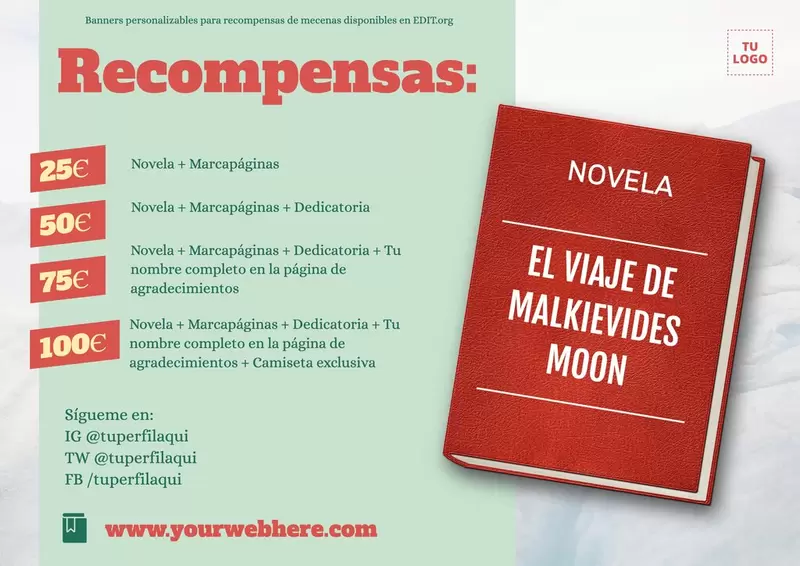 Banners personalizables para recompensas de mecenas disponibles en EDIT.org
Recompensas:
TU
LOGO
25€
Novela + Marcapáginas
50€
Novela + Marcapáginas + Dedicatoria
75€
Novela + Marcapáginas + Dedicatoria + Tu
nombre completo en la página de
agradecimientos
100€
Novela + Marcapáginas + Dedicatoria + Tu
nombre completo en la página de
agradecimientos + Camiseta exclusiva
NOVELA
EL VIAJE DE
MALKIEVIDES
MOON
Sígueme en:
IG @tuperfilaqui
TW @tuperfilaqui
FB /tuperfilaqui
www.yourwebhere.com